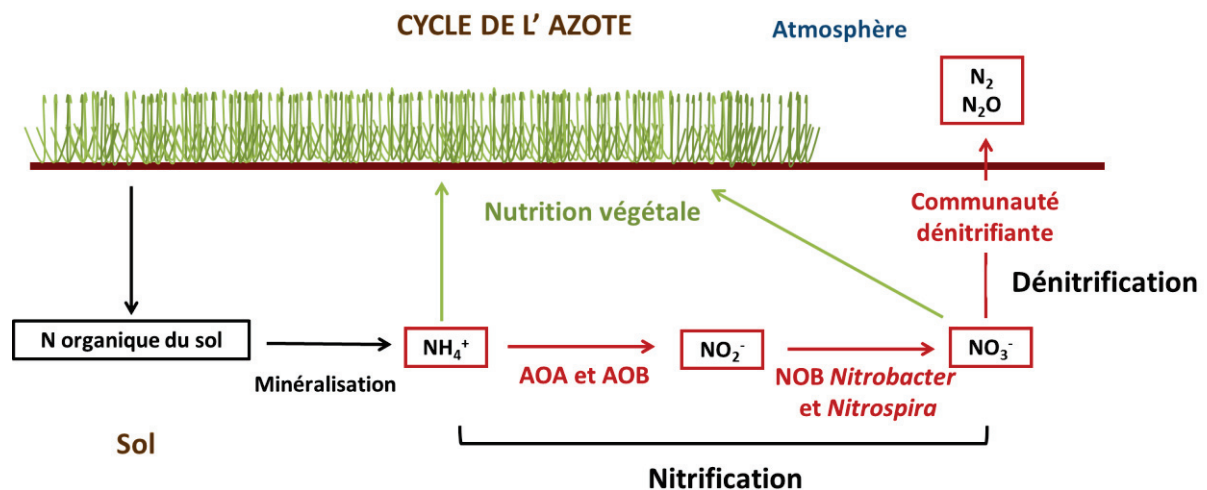 CYCLE DE L’ AZOTE
Atmosphère
N₂
N₂O
Nutrition végétale
Communauté
dénitrifiante
Dénitrification
N organique du sol
Minéralisation
NH₄⁺
AOA et AOB
NO₂⁻
NOB Nitrobacter
et Nitrospira
NO₃⁻
Sol
Nitrification